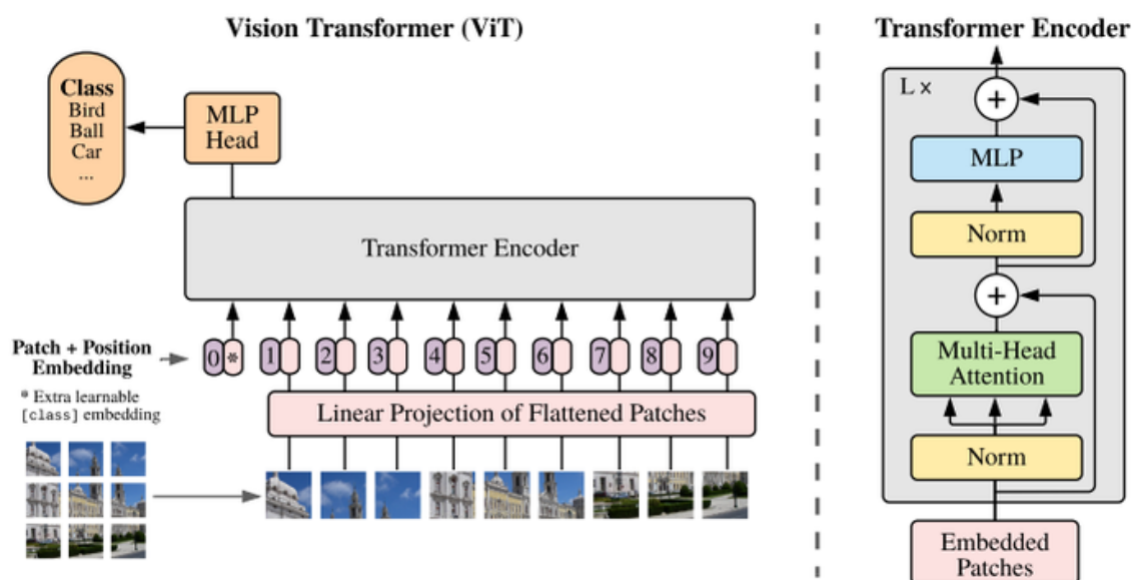 Vision Transformer (ViT)
Class
Bird
Ball
Car
...
MLP
Head
Transformer Encoder
Patch + Position
Embedding
0 * 1 2 3 4 5 6 7 8 9
* Extra learnable
[class] embedding
Linear Projection of Flattened Patches
Transformer Encoder
L ×
+
MLP
Norm
+
Multi-Head
Attention
Norm
Embedded
Patches